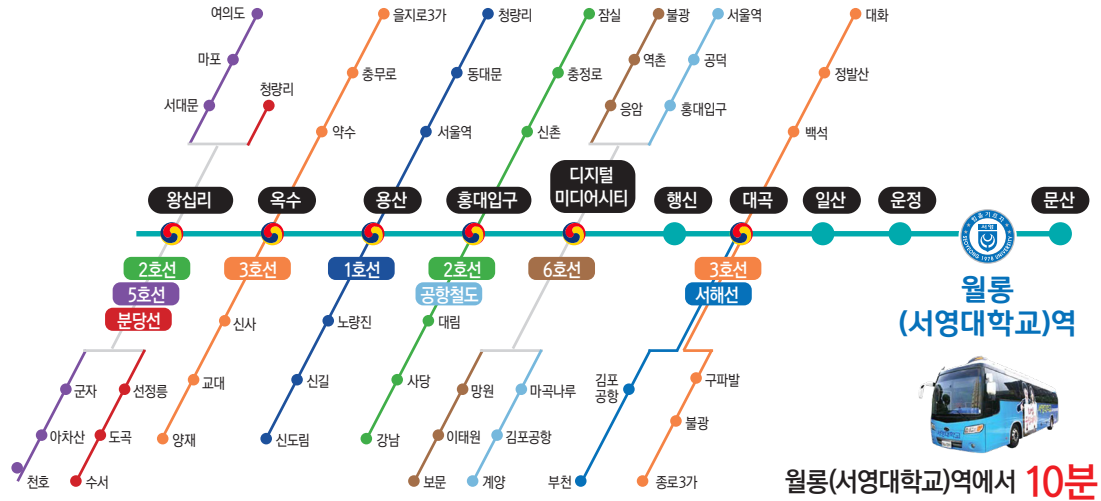 여의도
마포
서대문
청량리
을지로3가
충무로
약수
청량리
동대문
서울역
잠실
충정로
신촌
불광
역촌
응암
서울역
공덕
홍대입구
대화
정발산
백석
왕십리
옥수
용산
홍대입구
디지털
미디어시티
행신
대곡
일산
운정
문산
서영
SEOYEONG 1978 UNIVERSITY
2호선
5호선
분당선
3호선
1호선
2호선
공항철도
6호선
3호선
서해선
월롱
(서영대학교)역
군자
아차산
천호
선정릉
도곡
수서
신사
교대
양재
노량진
신길
신도림
대림
사당
강남
망원
이태원
보문
마곡나루
김포공항
계양
김포
공항
부천
구파발
불광
종로3가
월롱(서영대학교)역에서 10분